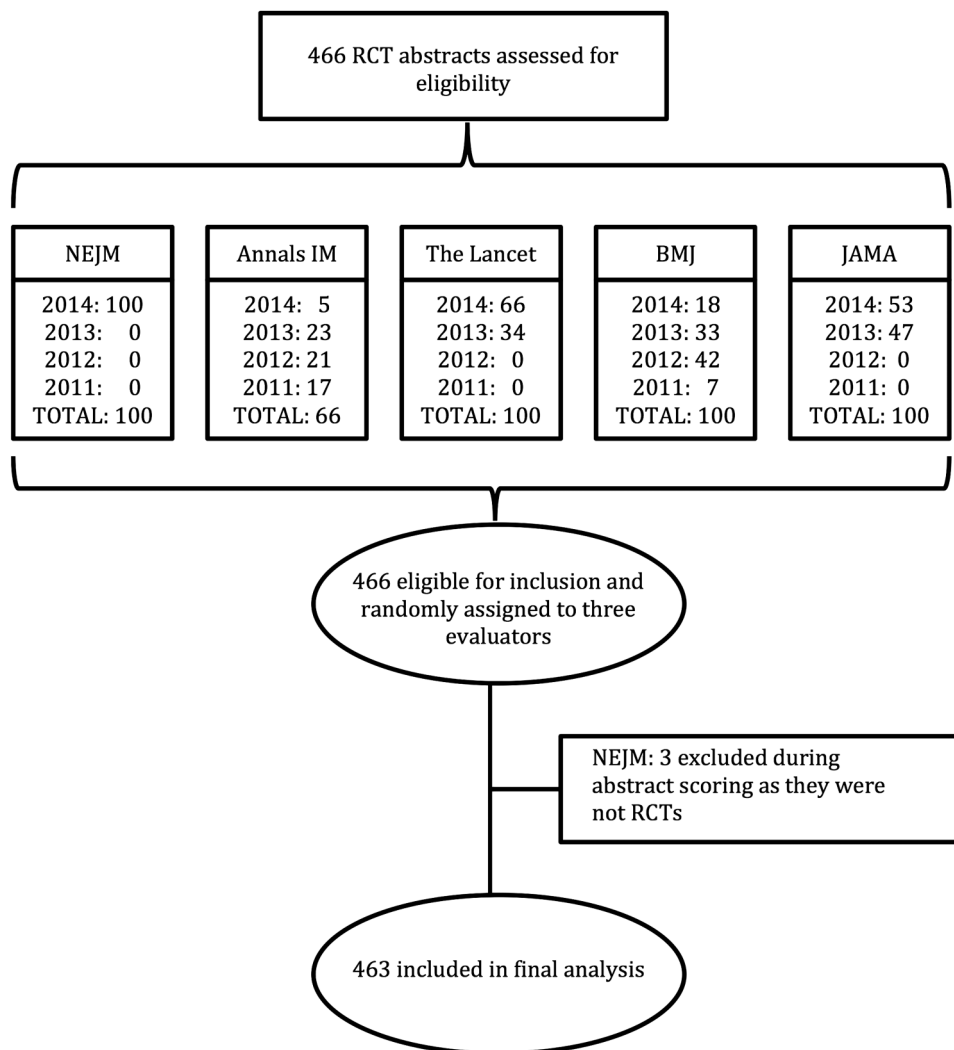 466 RCT abstracts assessed for
eligibility
NEJM
2014: 100
2013: 0
2012: 0
2011: 0
TOTAL: 100
Annals IM
2014: 5
2013: 23
2012: 21
2011: 17
TOTAL: 66
The Lancet
2014: 66
2013: 34
2012: 0
2011: 0
TOTAL: 100
BMJ
2014: 18
2013: 33
2012: 42
2011: 7
TOTAL: 100
JAMA
2014: 53
2013: 47
2012: 0
2011: 0
TOTAL: 100
466 eligible for inclusion and
randomly assigned to three
evaluators
NEJM: 3 excluded during
abstract scoring as they were
not RCTs
463 included in final analysis